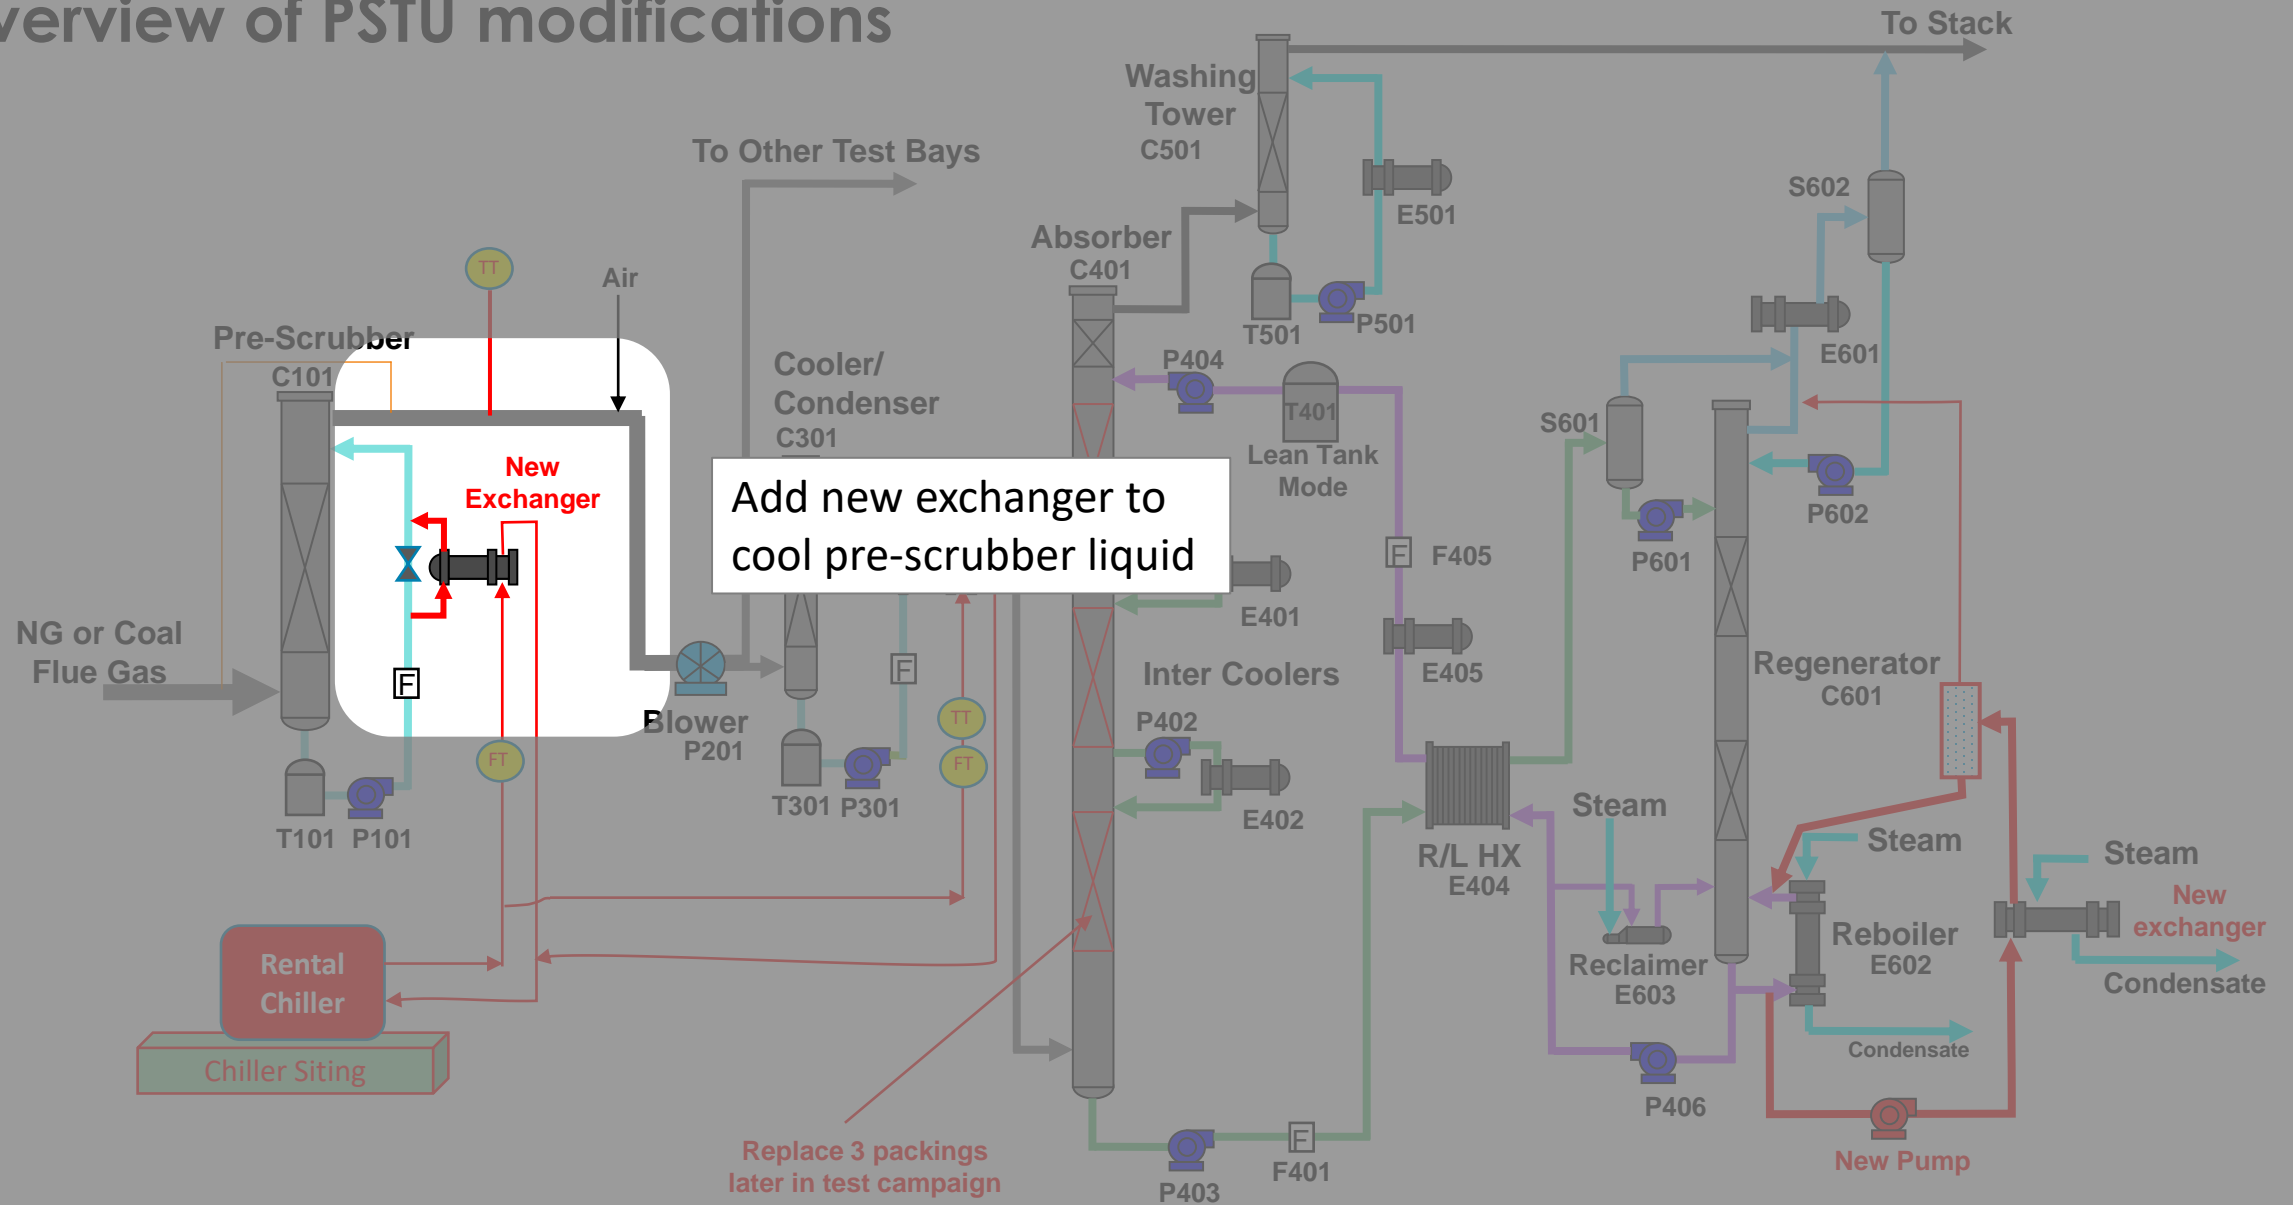 verview of PSTU modifications
To Stack
Washing
Tower
C501
To Other Test Bays
S602
E501
Absorber
C401
TT
Air
T501
P501
E601
Pre-Scrubber
C101
Cooler/
Condenser
C301
P404
T401
Lean Tank
Mode
S601
New
Exchanger
Add new exchanger to
cool pre-scrubber liquid
P601
P602
F
F405
E401
NG or Coal
Flue Gas
F
F
Inter Coolers
E405
Regenerator
C601
Blower
P201
TT
FT
FT
P402
E402
T101
P101
T301
P301
R/L HX
E404
Steam
Steam
Steam
New
exchanger
Reclaimer
E603
Reboiler
E602
Condensate
Condensate
Rental
Chiller
Chiller Siting
P406
New Pump
Replace 3 packings
later in test campaign
P403
F
F401